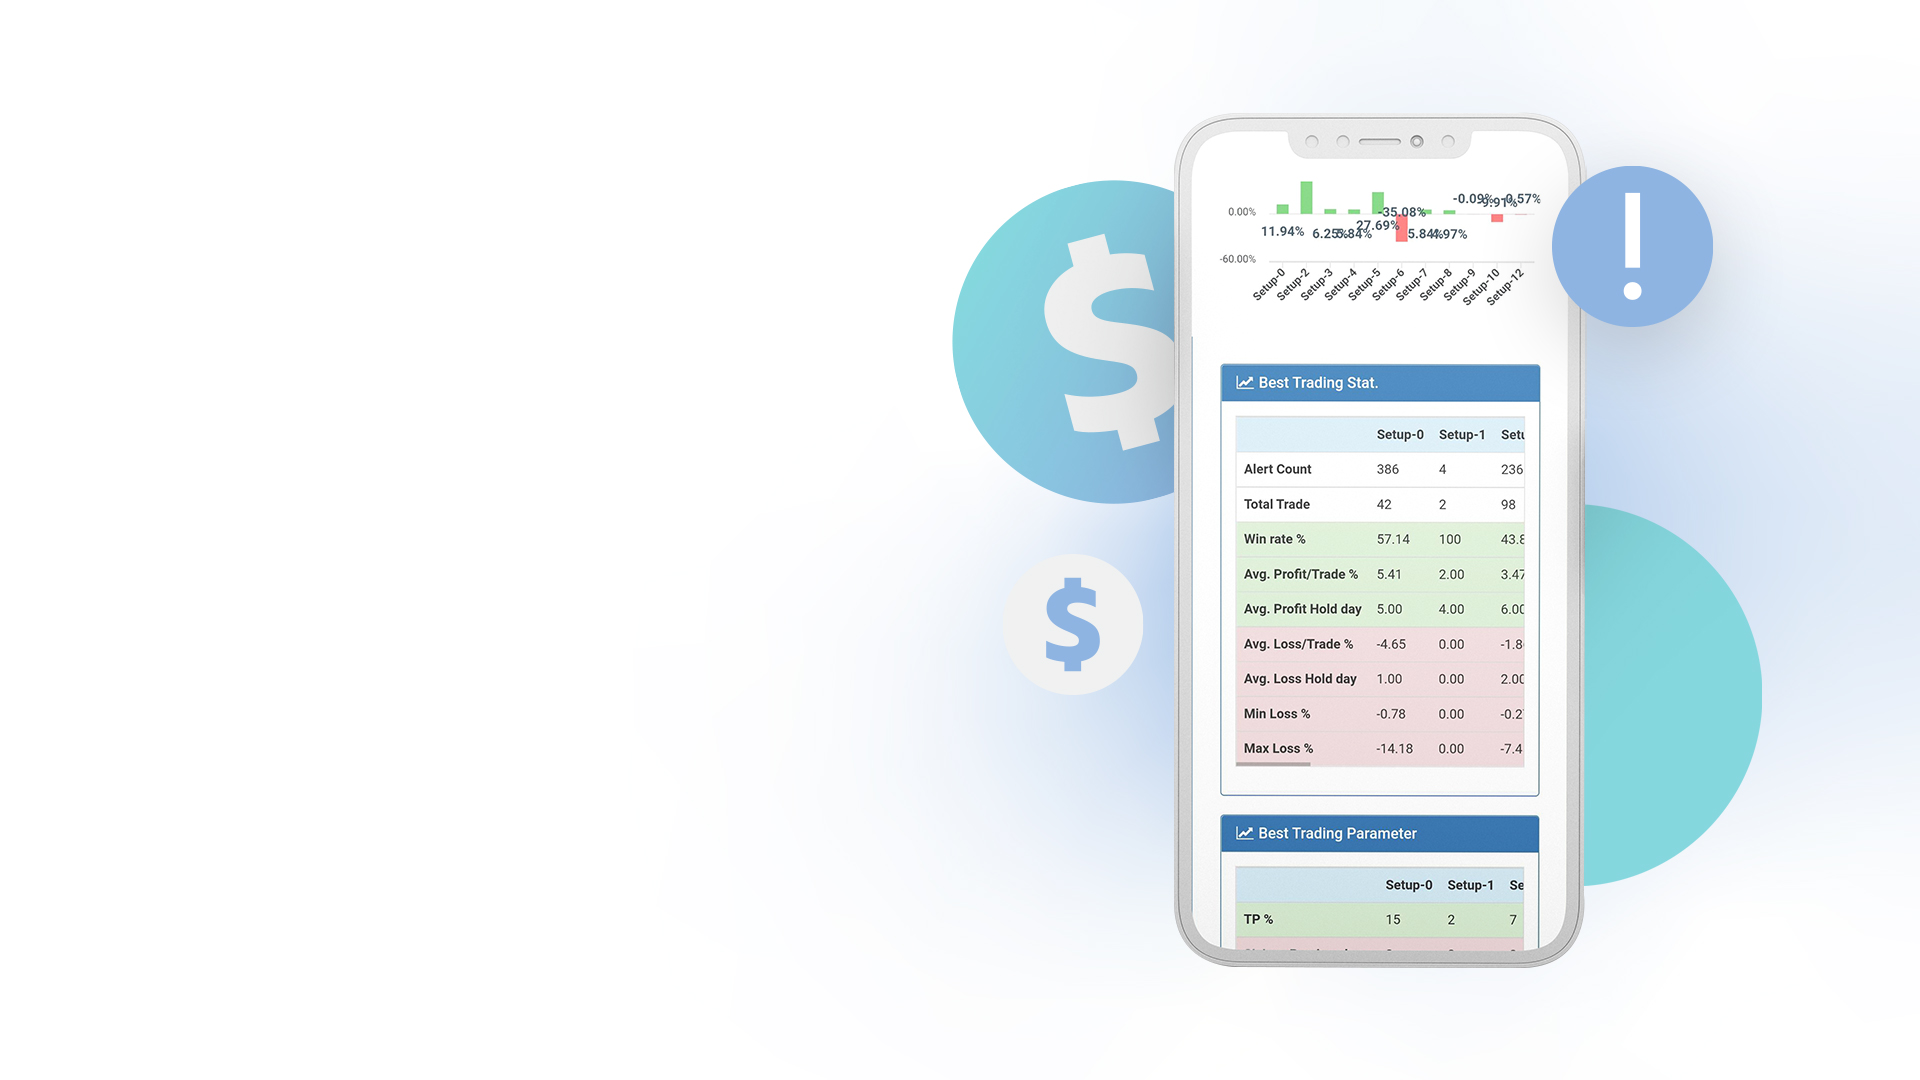 $
!
$
0.00%
-60.00%
11.94%
6.25%
5.84%
27.69%
-35.08%
5.84%
4.97%
-0.09%
-9.91%
-0.57%
Setup-0 Setup-2 Setup-3 Setup-4 Setup-5 Setup-6 Setup-7 Setup-8 Setup-9 Setup-10 Setup-12
Best Trading Stat.
Setup-0 Setup-1 Setu
Alert Count 386 4 236
Total Trade 42 2 98
Win rate % 57.14 100 43.8
Avg. Profit/Trade % 5.41 2.00 3.47
Avg. Profit Hold day 5.00 4.00 6.00
Avg. Loss/Trade % -4.65 0.00 -1.8
Avg. Loss Hold day 1.00 0.00 2.00
Min Loss % -0.78 0.00 -0.2
Max Loss % -14.18 0.00 -7.4
Best Trading Parameter
Setup-0 Setup-1 Se
TP % 15 2 7